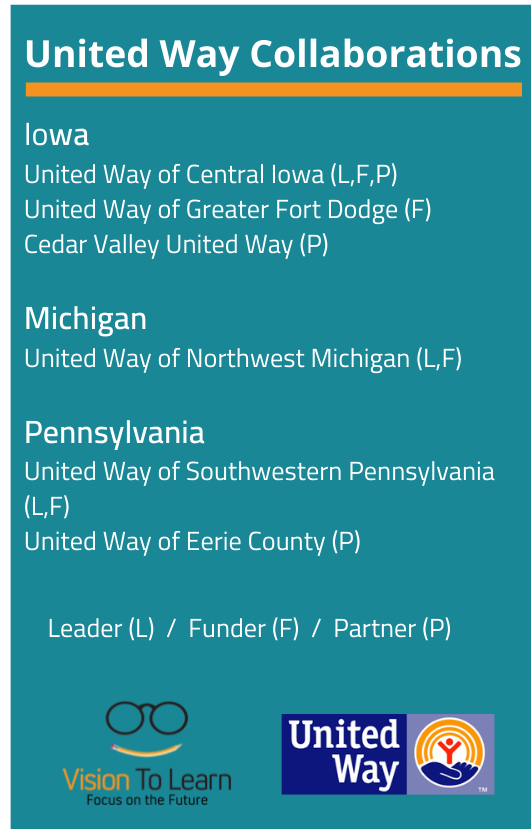 United Way Collaborations
Iowa
United Way of Central Iowa (L,F,P)
United Way of Greater Fort Dodge (F)
Cedar Valley United Way (P)
Michigan
United Way of Northwest Michigan (L,F)
Pennsylvania
United Way of Southwestern Pennsylvania
(L,F)
United Way of Eerie County (P)
Leader (L) / Funder (F) / Partner (P)
Vision To Learn
Focus on the Future
United
Way
TM